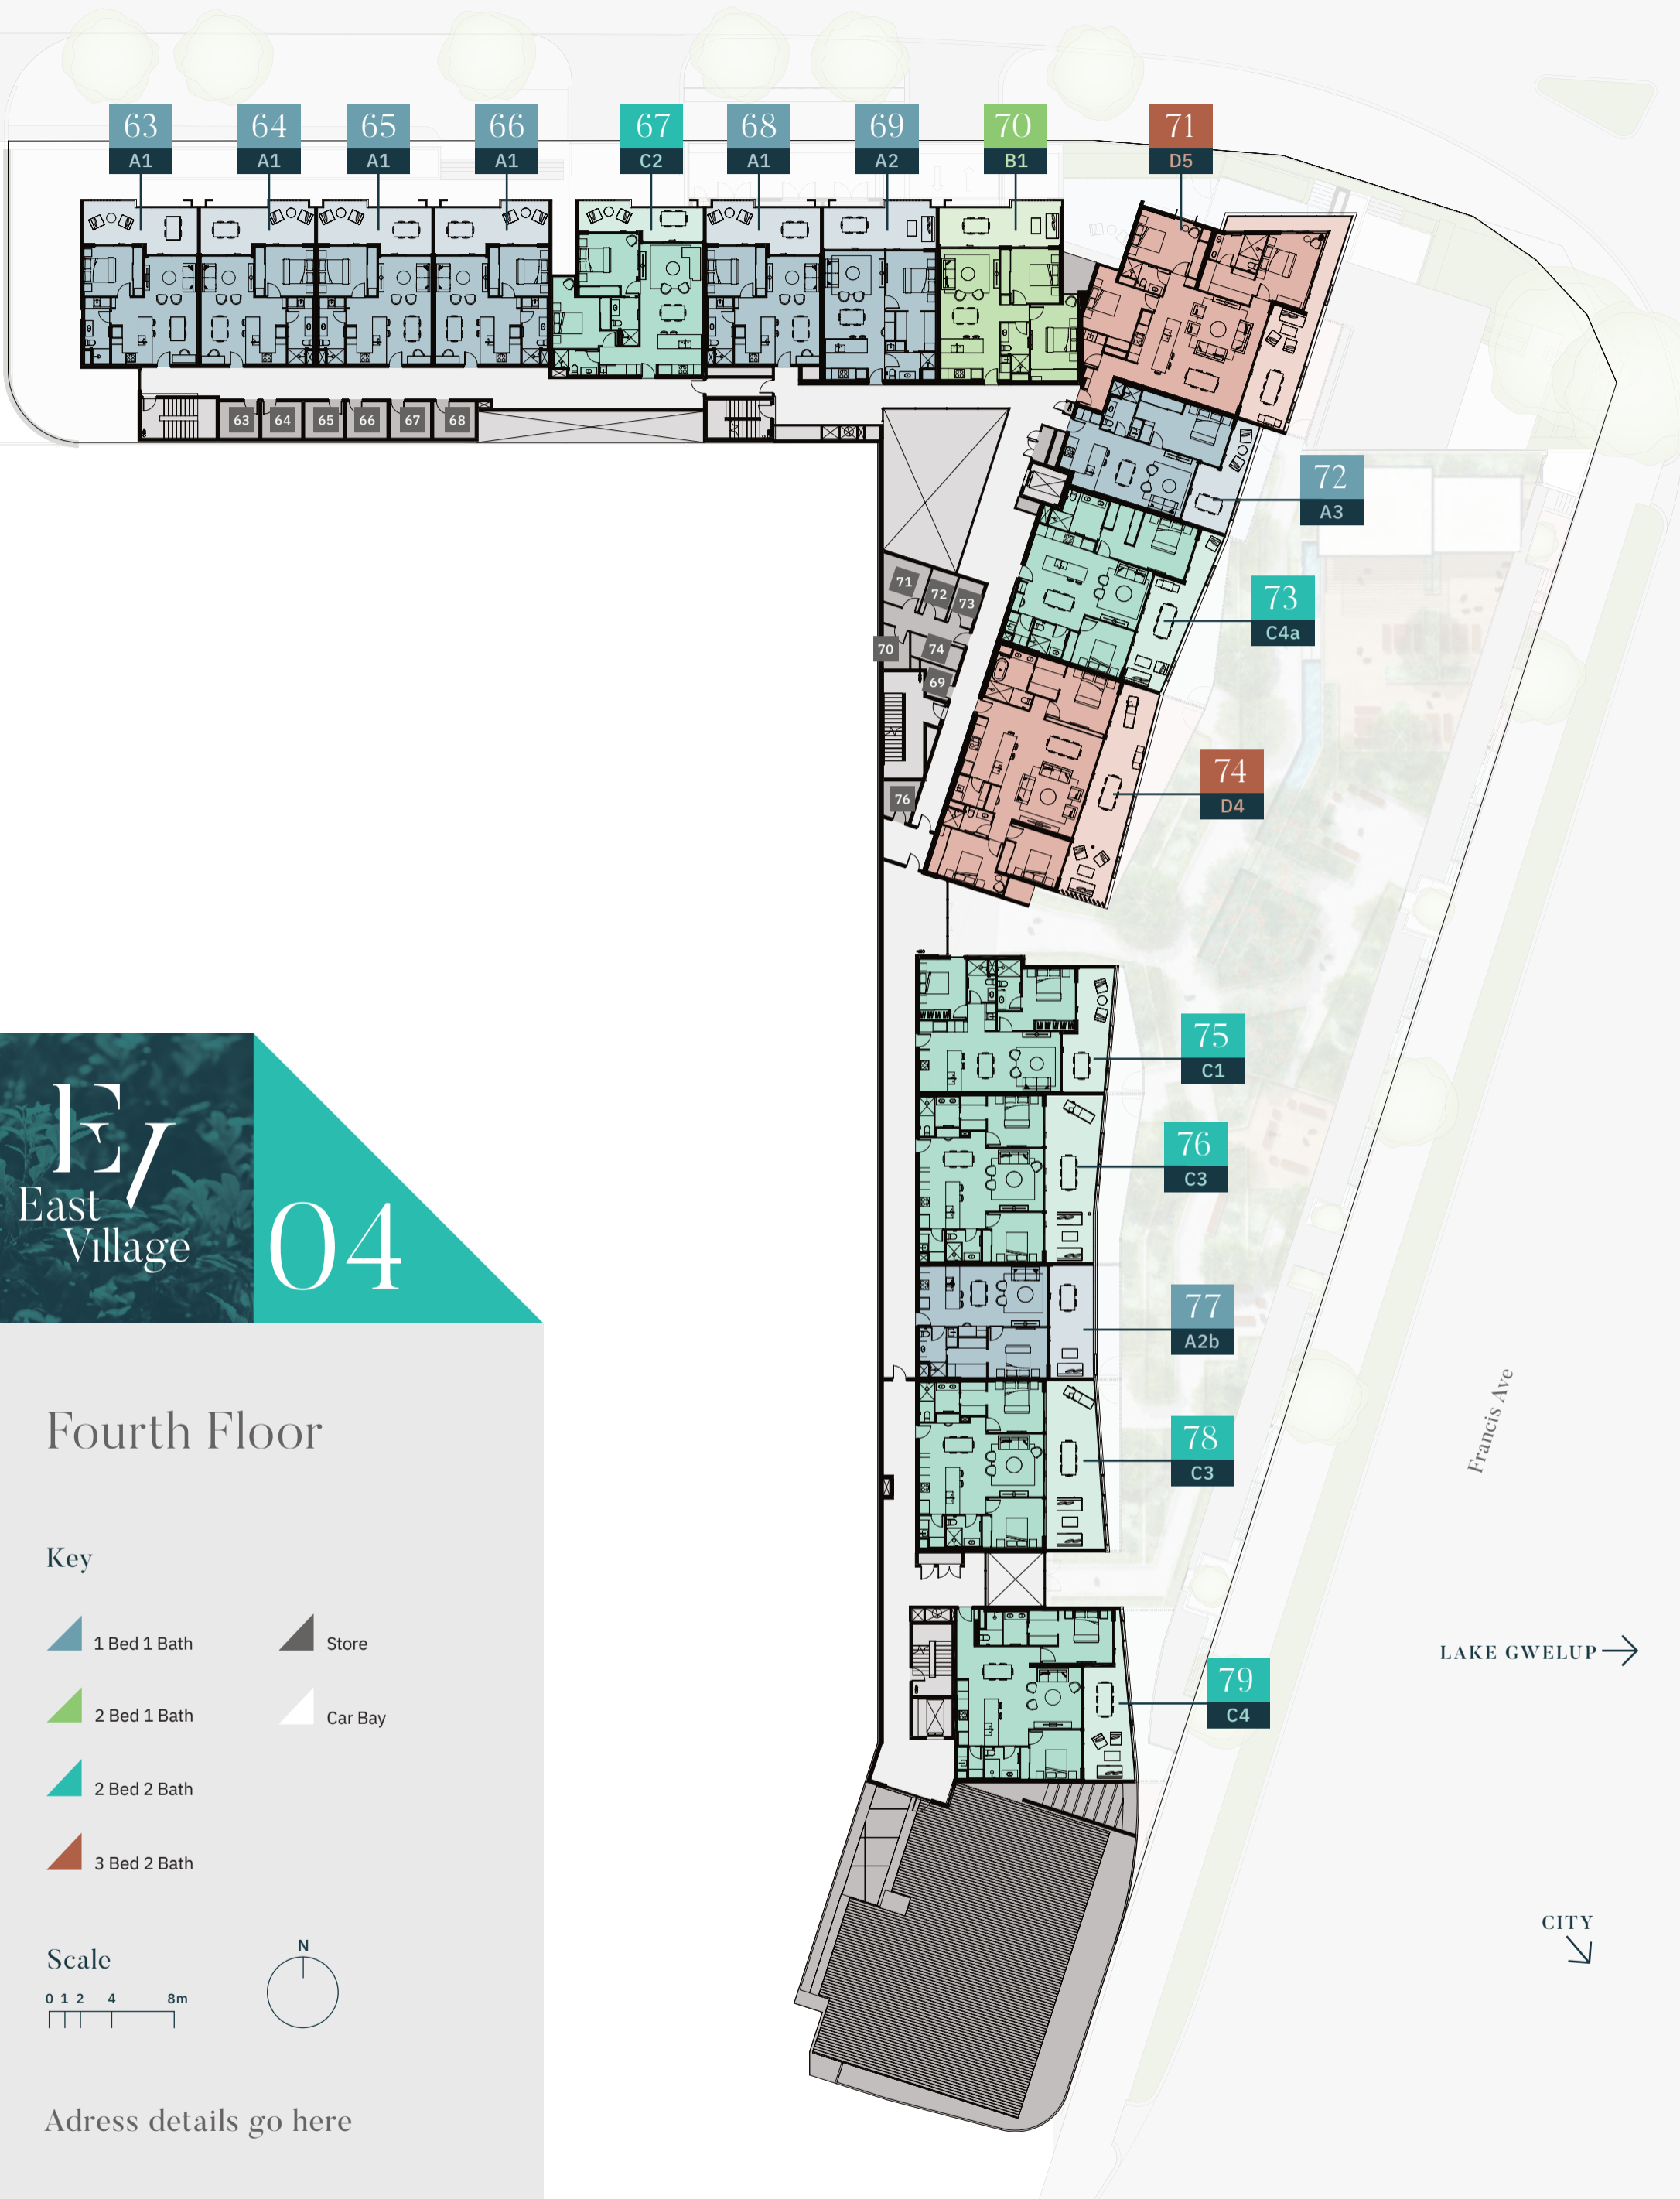 63
A1
64
A1
65
A1
66
A1
67
C2
68
A1
69
A2
70
B1
71
D5
63
64
65
66
67
68
72
A3
71
72
73
70
74
69
73
C4a
74
D4
76
75
C1
76
C3
77
A2b
78
C3
79
C4
EV
East
Village
04
Fourth Floor
Key
1 Bed 1 Bath
Store
2 Bed 1 Bath
Car Bay
2 Bed 2 Bath
3 Bed 2 Bath
Scale
0 1 2 4 8m
N
Adress details go here
Francis Ave
LAKE GWELUP
CITY